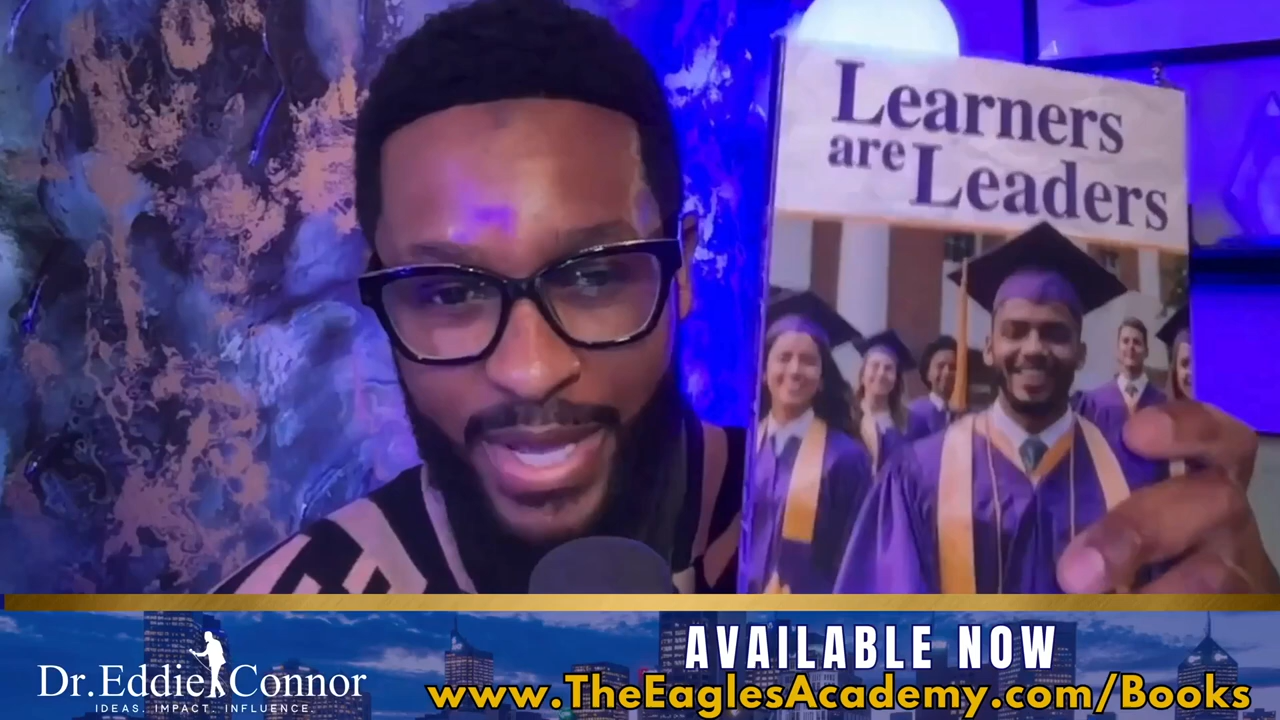 Learners
are Leaders
AVAILABLE NOW
Dr. Eddie Connor
IDEAS. IMPACT. INFLUENCE.
www.TheEaglesAcademy.com/Books